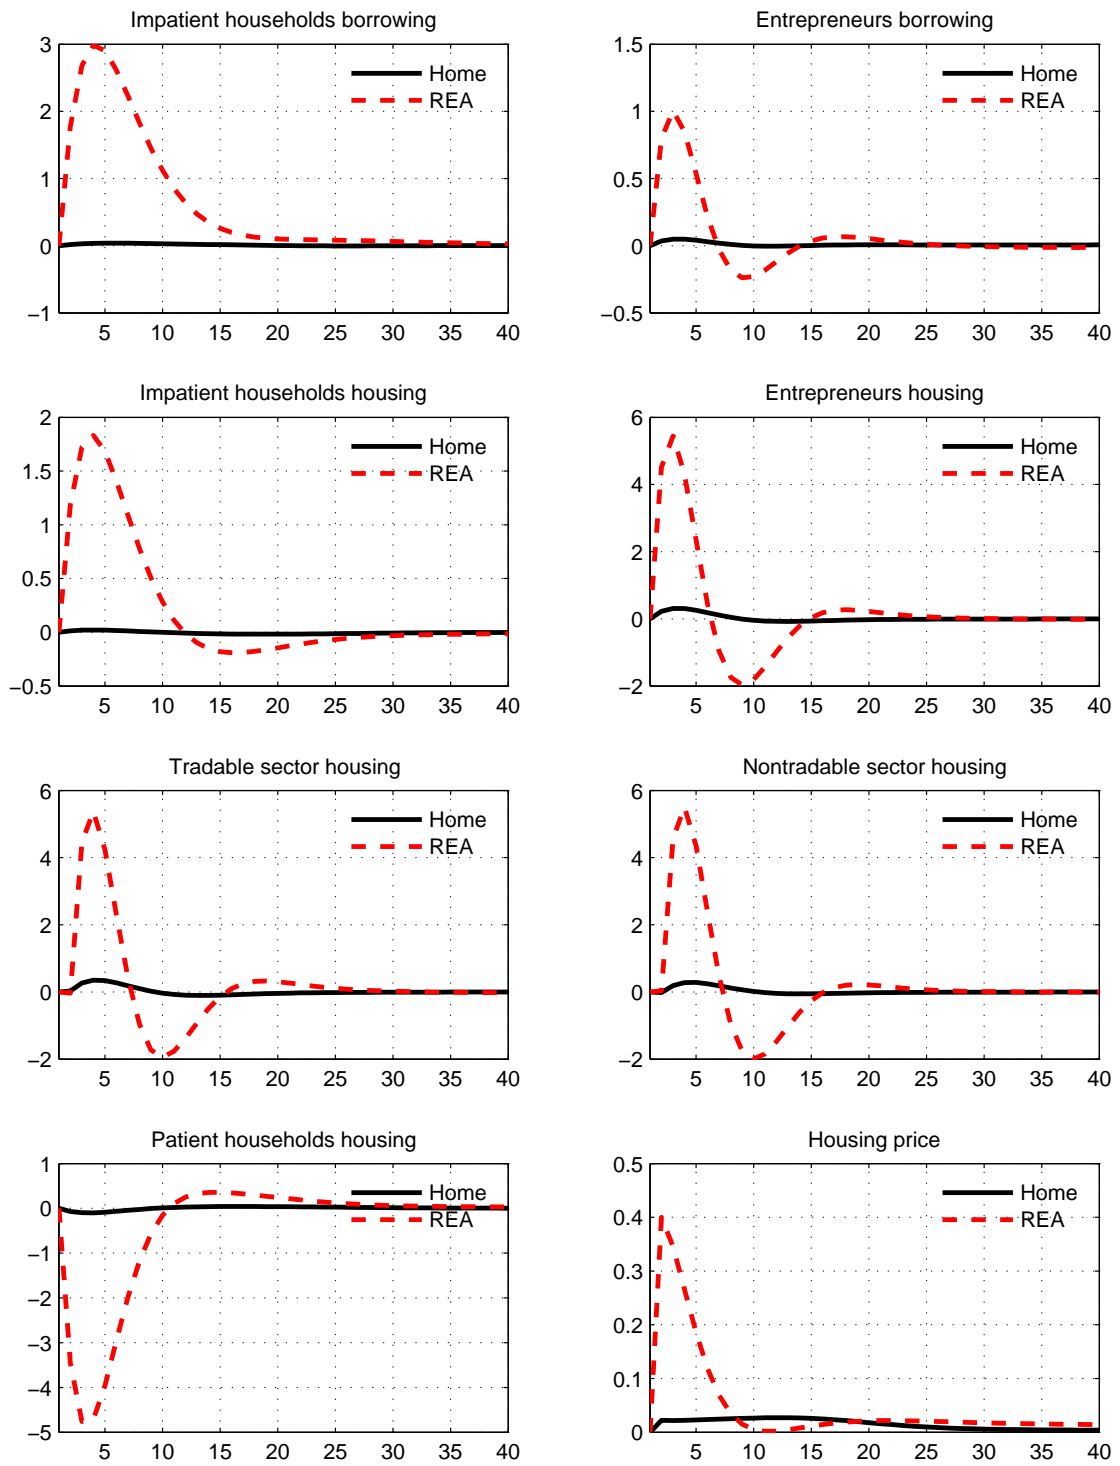 Impatient households borrowing
3
2
1
0
−1
Home
REA
5 10 15 20 25 30 35 40
Entrepreneurs borrowing
1.5
1
0.5
0
−0.5
Home
REA
5 10 15 20 25 30 35 40
Impatient households housing
2
1.5
1
0.5
0
−0.5
Home
REA
5 10 15 20 25 30 35 40
Entrepreneurs housing
6
4
2
0
−2
Home
REA
5 10 15 20 25 30 35 40
Tradable sector housing
6
4
2
0
−2
Home
REA
5 10 15 20 25 30 35 40
Nontradable sector housing
6
4
2
0
−2
Home
REA
5 10 15 20 25 30 35 40
Patient households housing
1
0
−1
−2
−3
−4
−5
Home
REA
5 10 15 20 25 30 35 40
Housing price
0.5
0.4
0.3
0.2
0.1
0
Home
REA
5 10 15 20 25 30 35 40